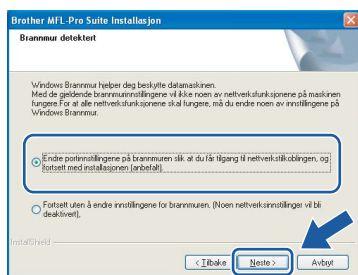 Brother MFL-Pro Suite Installasjon
Brannmur detektert
Windows Brannmur hjelper deg beskytte datamaskinen.
Med de gjeldende brannmurinnstillingene vil ikke noen av nettverksfunksjonene på maskinen
fungere.For at alle nettverksfunksjonene skal fungere, må du endre noen av innstillingene på
Windows Brannmur.
Endre portinnstillingene på brannmuren slik at du får tilgang til nettverkstilkoblingen, og
fortsett med installasjonen (anbefalt).
Fortsett uten å endre innstillingene for brannmuren. (Noen nettverksinnstillinger vil bli
deaktivert),
InstallShield
< Tilbake
Neste >
Avbryt